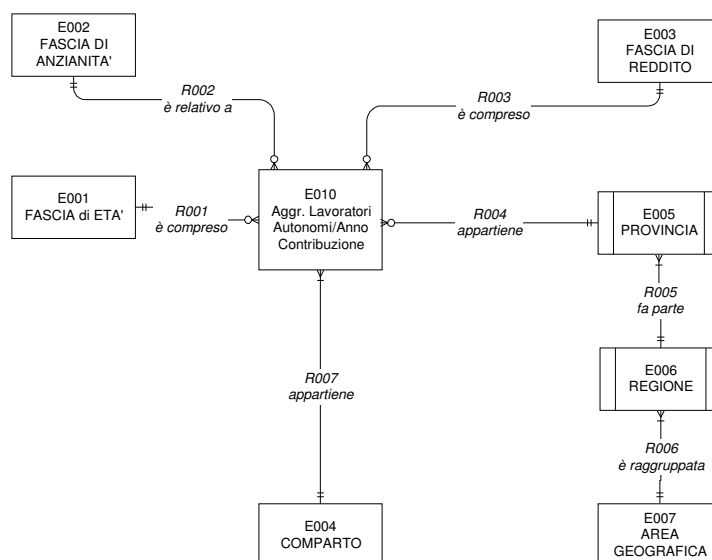 E002
FASCIA DI
ANZIANITA'
E003
FASCIA DI
REDDITO
R002
è relativo a
R003
è compreso
E001
FASCIA di ETA'
R001
è compreso
E010
Aggr. Lavoratori
Autonomi/Anno
Contribuzione
R004
appartiene
E005
PROVINCIA
R005
fa parte
E006
REGIONE
R007
appartiene
R006
è raggruppata
E004
COMPARTO
E007
AREA
GEOGRAFICA